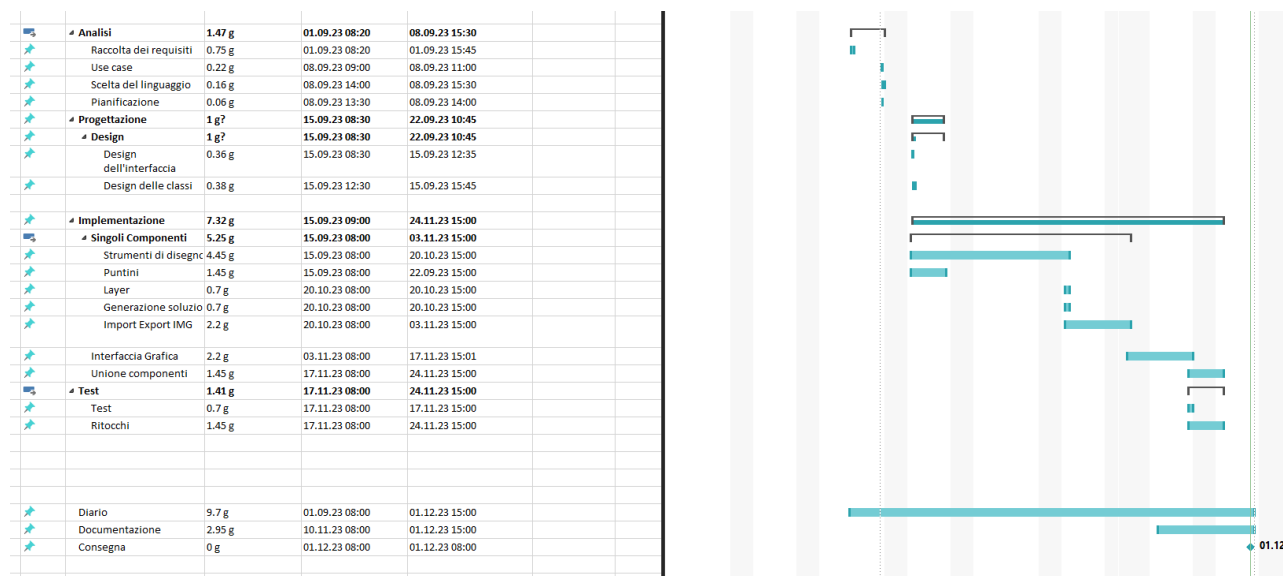 Analisi 1.47 g 01.09.23 08:20 08.09.23 15:30
Raccolta dei requisiti 0.75 g 01.09.23 08:20 01.09.23 15:45
Use case 0.22 g 08.09.23 09:00 08.09.23 11:00
Scelta del linguaggio 0.16 g 08.09.23 14:00 08.09.23 15:30
Pianificazione 0.06 g 08.09.23 13:30 08.09.23 14:00
Progettazione 1 g? 15.09.23 08:30 22.09.23 10:45
Design 1 g? 15.09.23 08:30 22.09.23 10:45
Design 0.36 g 15.09.23 08:30 15.09.23 12:35
dell'interfaccia
Design delle classi 0.38 g 15.09.23 12:30 15.09.23 15:45
Implementazione 7.32 g 15.09.23 09:00 24.11.23 15:00
Singoli Componenti 5.25 g 15.09.23 08:00 03.11.23 15:00
Strumenti di disegnc 4.45 g 15.09.23 08:00 20.10.23 15:00
Puntini 1.45 g 15.09.23 08:00 22.09.23 15:00
Layer 0.7 g 20.10.23 08:00 20.10.23 15:00
Generazione soluzio 0.7 g 20.10.23 08:00 20.10.23 15:00
Import Export IMG 2.2 g 20.10.23 08:00 03.11.23 15:00
Interfaccia Grafica 2.2 g 03.11.23 08:00 17.11.23 15:01
Unione componenti 1.45 g 17.11.23 08:00 24.11.23 15:00
Test 1.41 g 17.11.23 08:00 24.11.23 15:00
Test 0.7 g 17.11.23 08:00 17.11.23 15:00
Ritocchi 1.45 g 17.11.23 08:00 24.11.23 15:00
Diario 9.7 g 01.09.23 08:00 01.12.23 15:00
Documentazione 2.95 g 10.11.23 08:00 01.12.23 15:00
Consegna 0 g 01.12.23 08:00 01.12.23 08:00 01.12